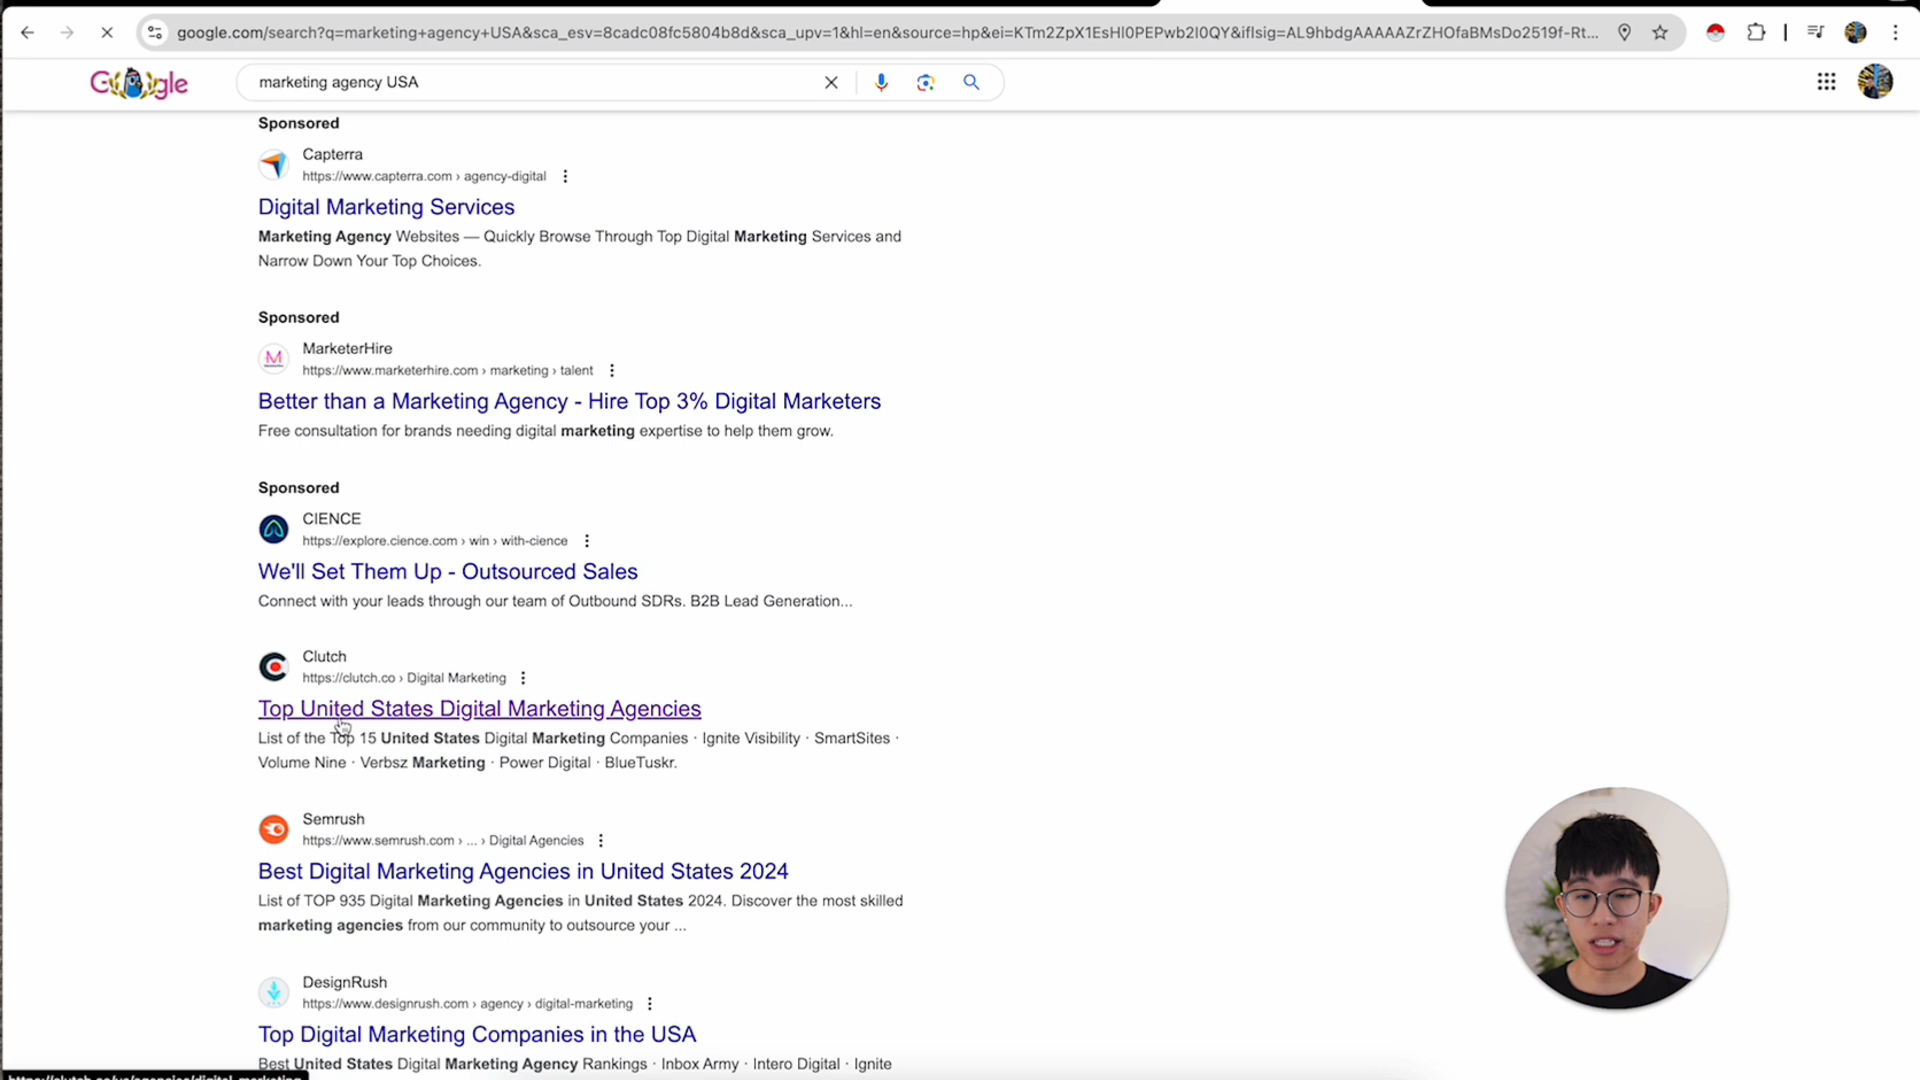 google.com/search?q=marketing+agency+USA&sca_esv=8cadc08fc5804b8d&sca_upv=1&hl=en&source=hp&ei=KTm2ZpX1EsHl0PEPwb2I0QY&iflsig=AL9hbdgAAAAAZrZHOfaBMsDo2519f-Rt...
Google
marketing agency USA
Sponsored
Capterra
https://www.capterra.com › agency-digital
Digital Marketing Services
Marketing Agency Websites — Quickly Browse Through Top Digital Marketing Services and
Narrow Down Your Top Choices.
Sponsored
MarketerHire
https://www.marketerhire.com › marketing › talent
Better than a Marketing Agency - Hire Top 3% Digital Marketers
Free consultation for brands needing digital marketing expertise to help them grow.
Sponsored
CIENCE
https://explore.cience.com › win › with-cience
We'll Set Them Up - Outsourced Sales
Connect with your leads through our team of Outbound SDRs. B2B Lead Generation...
Clutch
https://clutch.co › Digital Marketing
Top United States Digital Marketing Agencies
List of the Top 15 United States Digital Marketing Companies · Ignite Visibility · SmartSites ·
Volume Nine · Verbsz Marketing · Power Digital · BlueTuskr.
Semrush
https://www.semrush.com › ... › Digital Agencies
Best Digital Marketing Agencies in United States 2024
List of TOP 935 Digital Marketing Agencies in United States 2024. Discover the most skilled
marketing agencies from our community to outsource your ...
DesignRush
https://www.designrush.com › agency › digital-marketing
Top Digital Marketing Companies in the USA
Best United States Digital Marketing Agency Rankings · Inbox Army · Intero Digital · Ignite